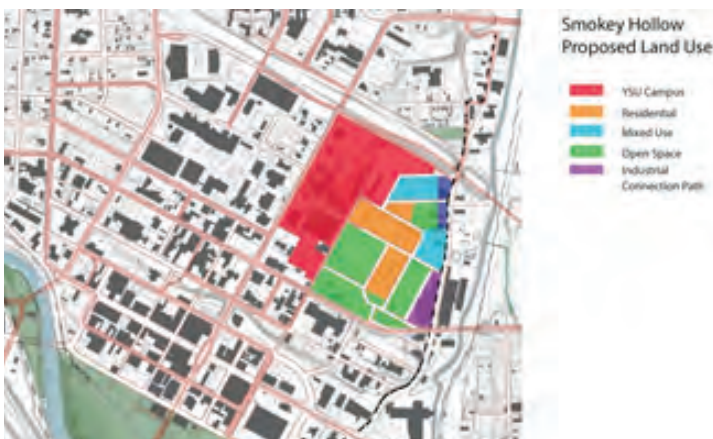 Smokey Hollow
Proposed Land Use
YSU Campus
Residential
Mixed Use
Open Space
Industrial
Connection Path